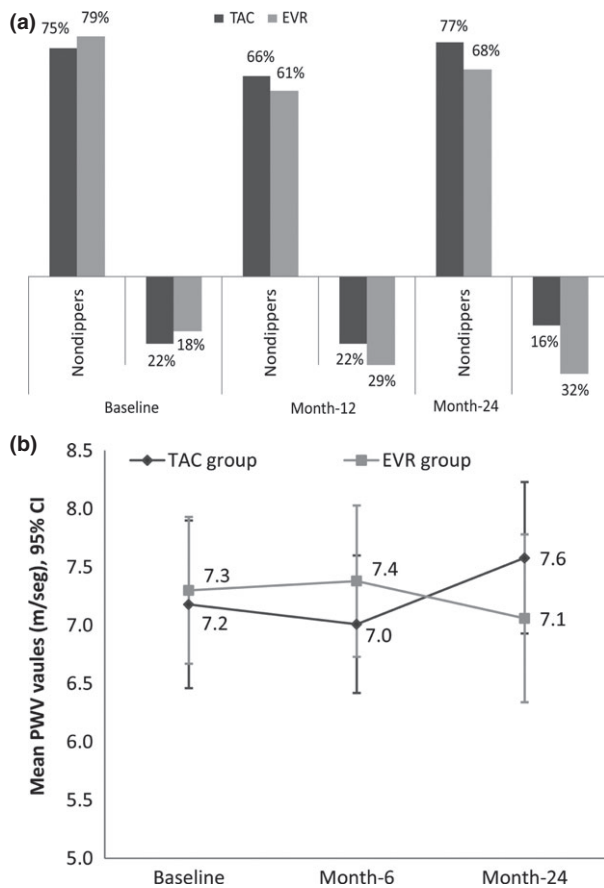 (a)
TAC EVR
75% 79% 66% 61% 77% 68%
Nondippers Nondippers Nondippers
22% 18% 22% 29% 16% 32%
Baseline Month-12 Month-24
(b)
TAC group EVR group
Mean PWV vaules (m/seg), 95% CI
8.5
8.0
7.5
7.0
6.5
6.0
5.5
5.0
7.3 7.4 7.6
7.2 7.0 7.1
Baseline Month-6 Month-24